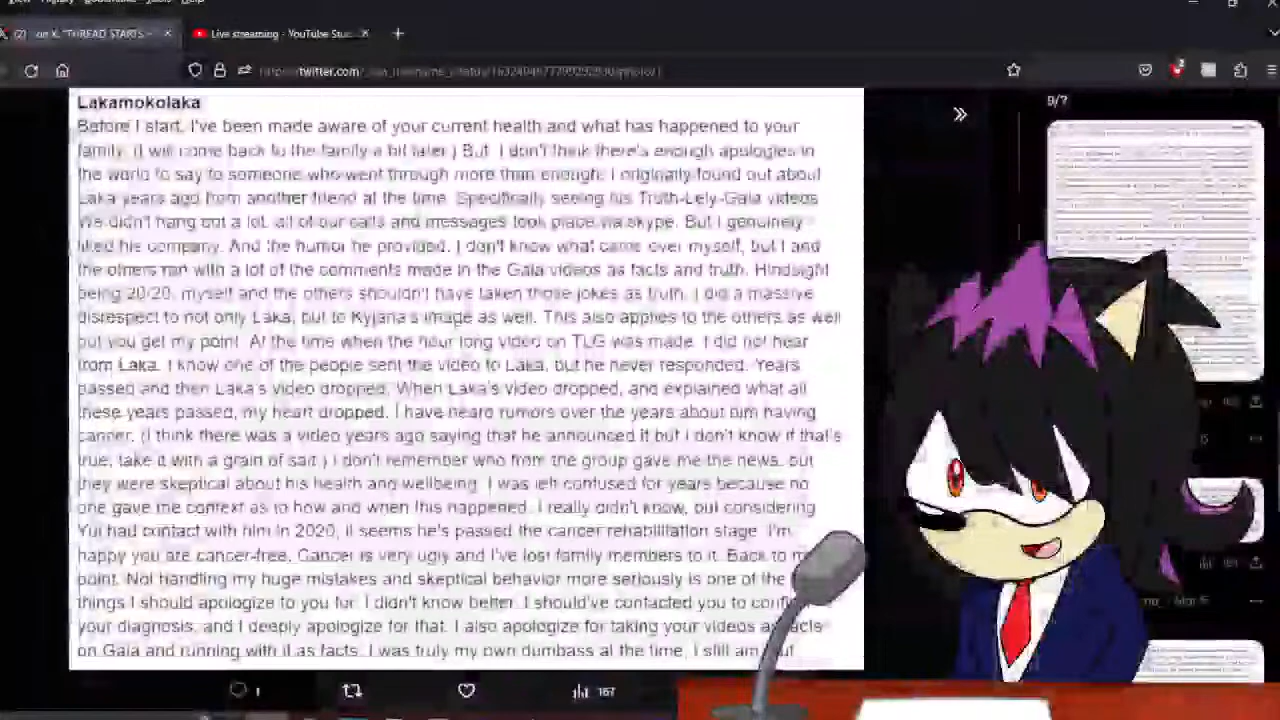 View History Bookmarks Tools Help
(2) on X: "THREAD STARTS
Live streaming - YouTube Stud
twitter.com
9/?
Lakamokolaka
Before I start, I've been made aware of your current health and what has happened to your
family. (I will come back to the family a bit later.) But, I don't think there's enough apologies in
the world to say to someone who went through more than enough. I originally found out about
Laka years ago from another friend at the time. Specifically seeing his Truth-Lely-Gaia videos
We didn't hang out a lot, all of our calls and messages took place via skype. But I genuinely
liked his company. And the humor he provided. I don't know what came over myself, but I and
the others ran with a lot of the comments made in the Gaia videos as facts and truth. Hindsight
being 20/20, myself and the others shouldn't have taken those jokes as truth. I did a massive
disrespect to not only Laka, but to Kyjana's image as well. This also applies to the others as well
but you get my point. At the time when the hour long video on TLG was made, I did not hear
from Laka. I know one of the people sent the video to Laka, but he never responded. Years
passed and then Laka's video dropped. When Laka's video dropped, and explained what all
these years passed, my heart dropped. I have heard rumors over the years about him having
cancer. (I think there was a video years ago saying that he announced it but I don't know if that's
true, take it with a grain of salt.) I don't remember who from the group gave me the news, but
they were skeptical about his health and wellbeing. I was left confused for years because no
one gave me context as to how and when this happened. I really didn't know, but considering
Yui had contact with him in 2020, it seems he's passed the cancer rehabilitation stage. I'm
happy you are cancer-free. Cancer is very ugly and I've lost family members to it. Back to
point. Not handling my huge mistakes and skeptical behavior more seriously is one of the
things I should apologize to you for. I didn't know better. I should've contacted you to
your diagnosis, and I deeply apologize for that. I also apologize for taking your videos
on Gaia and running with it as facts. I was truly my own dumbass at the time. I still am
1
167